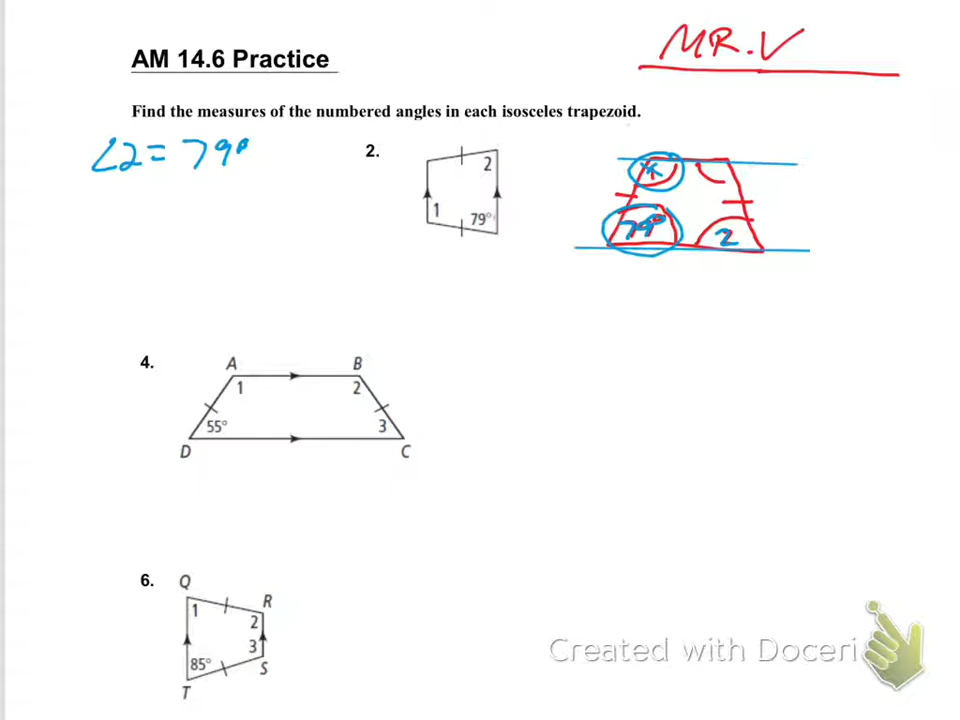 MR.V
AM 14.6 Practice
Find the measures of the numbered angles in each isosceles trapezoid.
∠2 = 79°
2.
2
1
79°
79°
2
4.
A
B
1
2
55°
3
D
C
6.
Q
R
1
2
3
85°
S
T
Created with Doceri